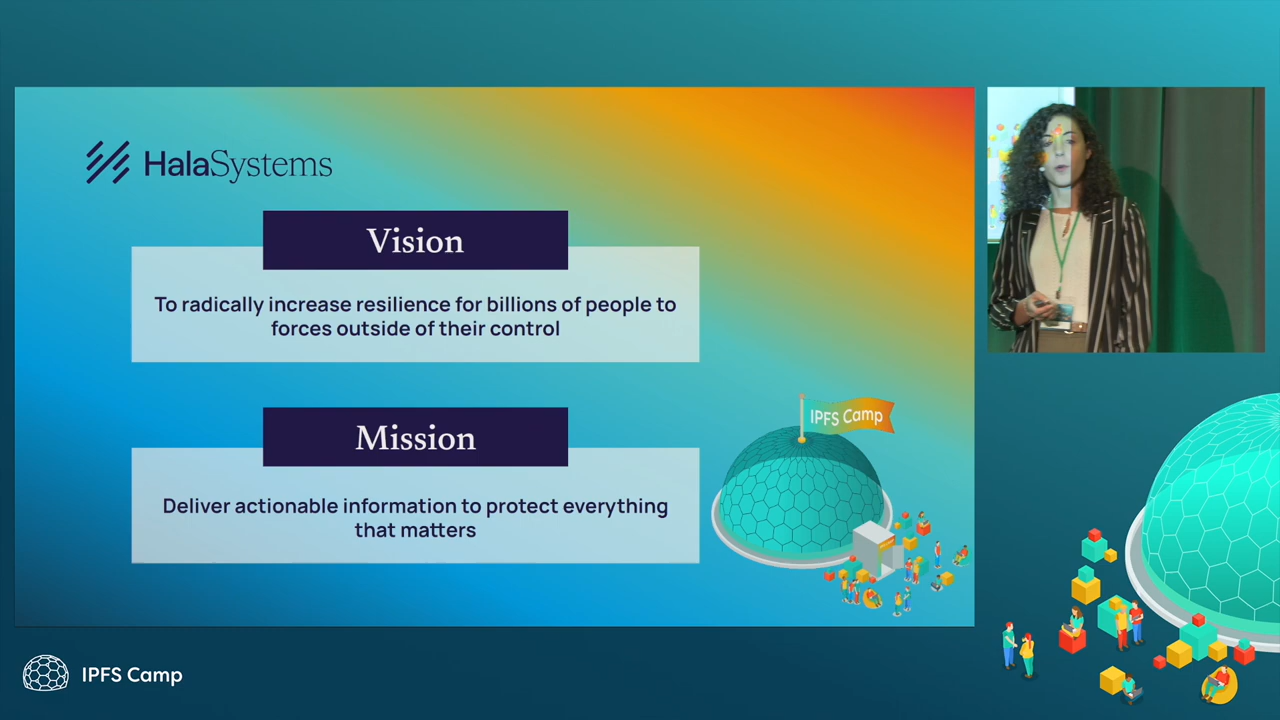 HalaSystems
Vision
To radically increase resilience for billions of people to
forces outside of their control
Mission
Deliver actionable information to protect everything
that matters
IPFS Camp
IPFS Camp